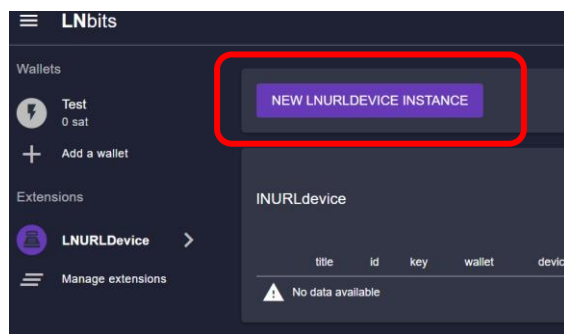 LNbits
Wallets
Test
0 sat
Add a wallet
Extensions
LNURLDevice
Manage extensions
NEW LNURLDEVICE INSTANCE
lNURLdevice
title id key wallet devic
No data available